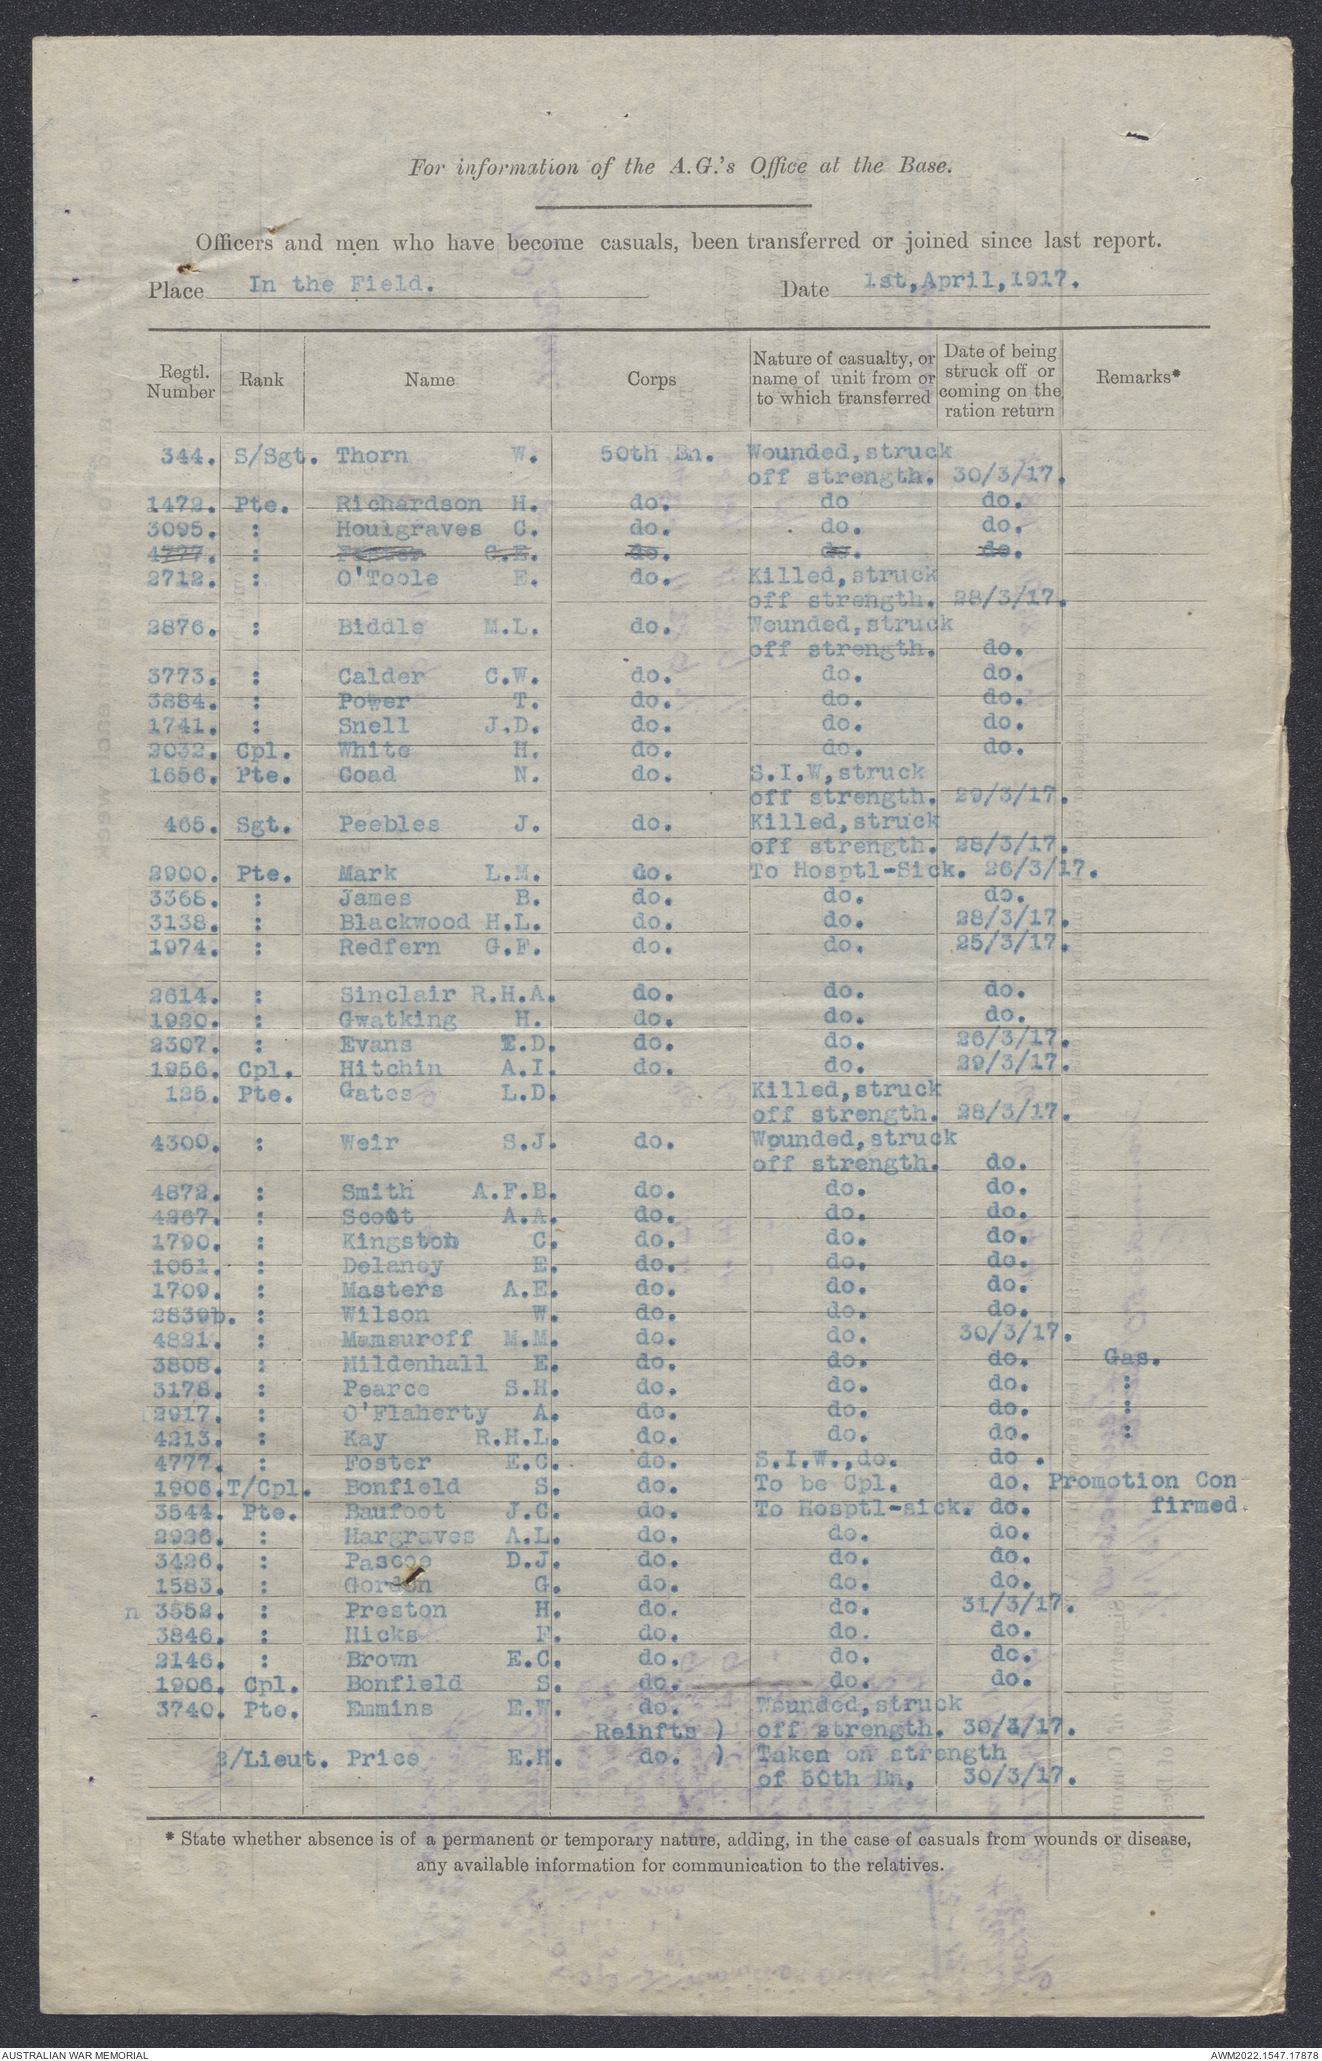 For information of the A.G.'s Office at the Base.
Officers and men who have become casuals, been transferred or joined since last report.
Place In the Field. Date 1st,April,1917.
Regtl. Number Rank Name Corps Nature of casualty, or name of unit from or to which transferred Date of being struck off or coming on the ration return Remarks*
344. S/Sgt. Thorn W. 50th Bn. Wounded,struck
off strength. 30/3/17.
1472. Pte. Richardson H. do. do do.
3095. : Houlgraves C. do. do. do.
4777. : C.E. do. do. do.
2712. : O'Toole E. do. Killed,struck
off strength. 28/3/17.
2876. : Biddle M.L. do. Wounded,struck
off strength. do.
3773. : Calder C.W. do. do. do.
3884. : Power T. do. do. do.
1741. : Snell J.D. do. do. do.
2032. Cpl. White H. do. do. do.
1656. Pte. Coad N. do. S.I.W,struck
off strength. 29/3/17.
465. Sgt. Peebles J. do. Killed,struck
off strength. 28/3/17.
2900. Pte. Mark L.M. do. To Hosptl-Sick. 26/3/17.
3368. : James B. do. do. do.
3138. : Blackwood H.L. do. do. 28/3/17.
1974. : Redfern G.F. do. do. 25/3/17.
2614. : Sinclair R.H.A. do. do. do.
1920. : Gwatking H. do. do. do.
2307. : Evans E.D. do. do. 26/3/17.
1956. Cpl. Hitchin A.I. do. do. 29/3/17.
125. Pte. Gates L.D. Killed,struck
off strength. 28/3/17.
4300. : Weir S.J. do. Wounded,struck
off strength. do.
4872. : Smith A.F.B. do. do. do.
4267. : Scott A.A. do. do. do.
1790. : Kingston C. do. do. do.
1051. : Delaney E. do. do. do.
1709. : Masters A.E. do. do. do.
2839b. : Wilson W. do. do. do.
4821. : Mamsuroff M.M. do. do. 30/3/17.
3808. : Mildenhall E. do. do. do. Gas.
3178. : Pearce S.H. do. do. do. :
2917. : O'Flaherty A. do. do. do. :
4213. : Kay R.H.L. do. do. do. :
4777. : Foster E.C. do. S.I.W.,do. do .
1906. T/Cpl. Bonfield S. do. To be Cpl. do. Promotion Con-
3544. Pte. Baufoot J.C. do. To Hosptl-sick. do. firmed.
2926. : Hargraves A.L. do. do. do.
3426. : Pascoe D.J. do. do. do.
1583. : Gordon G. do. do. do.
n 3552. : Preston H. do. do. 31/3/17.
3846. : Hicks F. do. do. do.
2146. : Brown E.C. do. do. do.
1906. Cpl. Bonfield S. do. do. do.
3740. Pte. Emmins E.W. do. Wounded,struck
Reinfts ) off strength. 30/3/17.
2/Lieut. Price E.H. do. ) Taken on strength
of 50th Bn, 30/3/17.
* State whether absence is of a permanent or temporary nature, adding, in the case of casuals from wounds or disease,
any available information for communication to the relatives.
AUSTRALIAN WAR MEMORIAL AWM2022.1547.17878